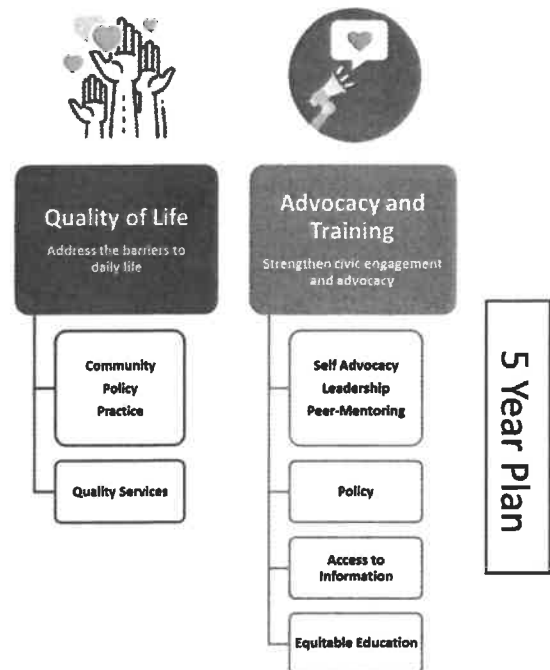 Quality of Life
Address the barriers to
daily life
Community
Policy
Practice
Quality Services
Advocacy and
Training
Strengthen civic engagement
and advocacy
Self Advocacy
Leadership
Peer-Mentoring
Policy
Access to
Information
Equitable Education
5 Year Plan